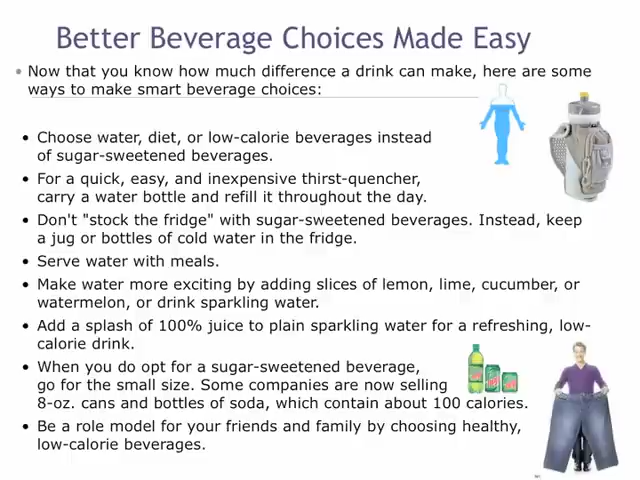 Better Beverage Choices Made Easy
• Now that you know how much difference a drink can make, here are some
ways to make smart beverage choices:
• Choose water, diet, or low-calorie beverages instead
of sugar-sweetened beverages.
• For a quick, easy, and inexpensive thirst-quencher,
carry a water bottle and refill it throughout the day.
• Don't "stock the fridge" with sugar-sweetened beverages. Instead, keep
a jug or bottles of cold water in the fridge.
• Serve water with meals.
• Make water more exciting by adding slices of lemon, lime, cucumber, or
watermelon, or drink sparkling water.
• Add a splash of 100% juice to plain sparkling water for a refreshing, low-
calorie drink.
• When you do opt for a sugar-sweetened beverage,
go for the small size. Some companies are now selling
8-oz. cans and bottles of soda, which contain about 100 calories.
• Be a role model for your friends and family by choosing healthy,
low-calorie beverages.